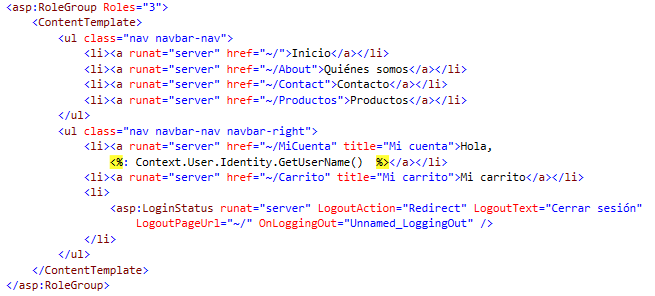 <asp:RoleGroup Roles="3">
    <ContentTemplate>
        <ul class="nav navbar-nav">
            <li><a runat="server" href="~/">Inicio</a></li>
            <li><a runat="server" href="~/About">Quiénes somos</a></li>
            <li><a runat="server" href="~/Contact">Contacto</a></li>
            <li><a runat="server" href="~/Productos">Productos</a></li>
        </ul>
        <ul class="nav navbar-nav navbar-right">
            <li><a runat="server" href="~/MiCuenta" title="Mi cuenta">Hola,
                <%: Context.User.Identity.GetUserName()  %></a></li>
            <li><a runat="server" href="~/Carrito" title="Mi carrito">Mi carrito</a></li>
            <li>
                <asp:LoginStatus runat="server" LogoutAction="Redirect" LogoutText="Cerrar sesión"
                    LogoutPageUrl="~/" OnLoggingOut="Unnamed_LoggingOut" />
            </li>
        </ul>
    </ContentTemplate>
</asp:RoleGroup>